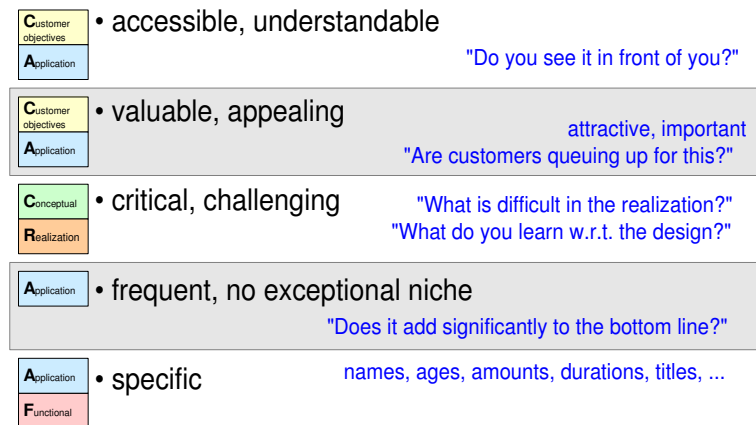 Customer
objectives
Application
• accessible, understandable
"Do you see it in front of you?"
Customer
objectives
Application
• valuable, appealing
attractive, important
"Are customers queuing up for this?"
Conceptual
Realization
• critical, challenging
"What is difficult in the realization?"
"What do you learn w.r.t. the design?"
Application
• frequent, no exceptional niche
"Does it add significantly to the bottom line?"
Application
Functional
• specific
names, ages, amounts, durations, titles, ...